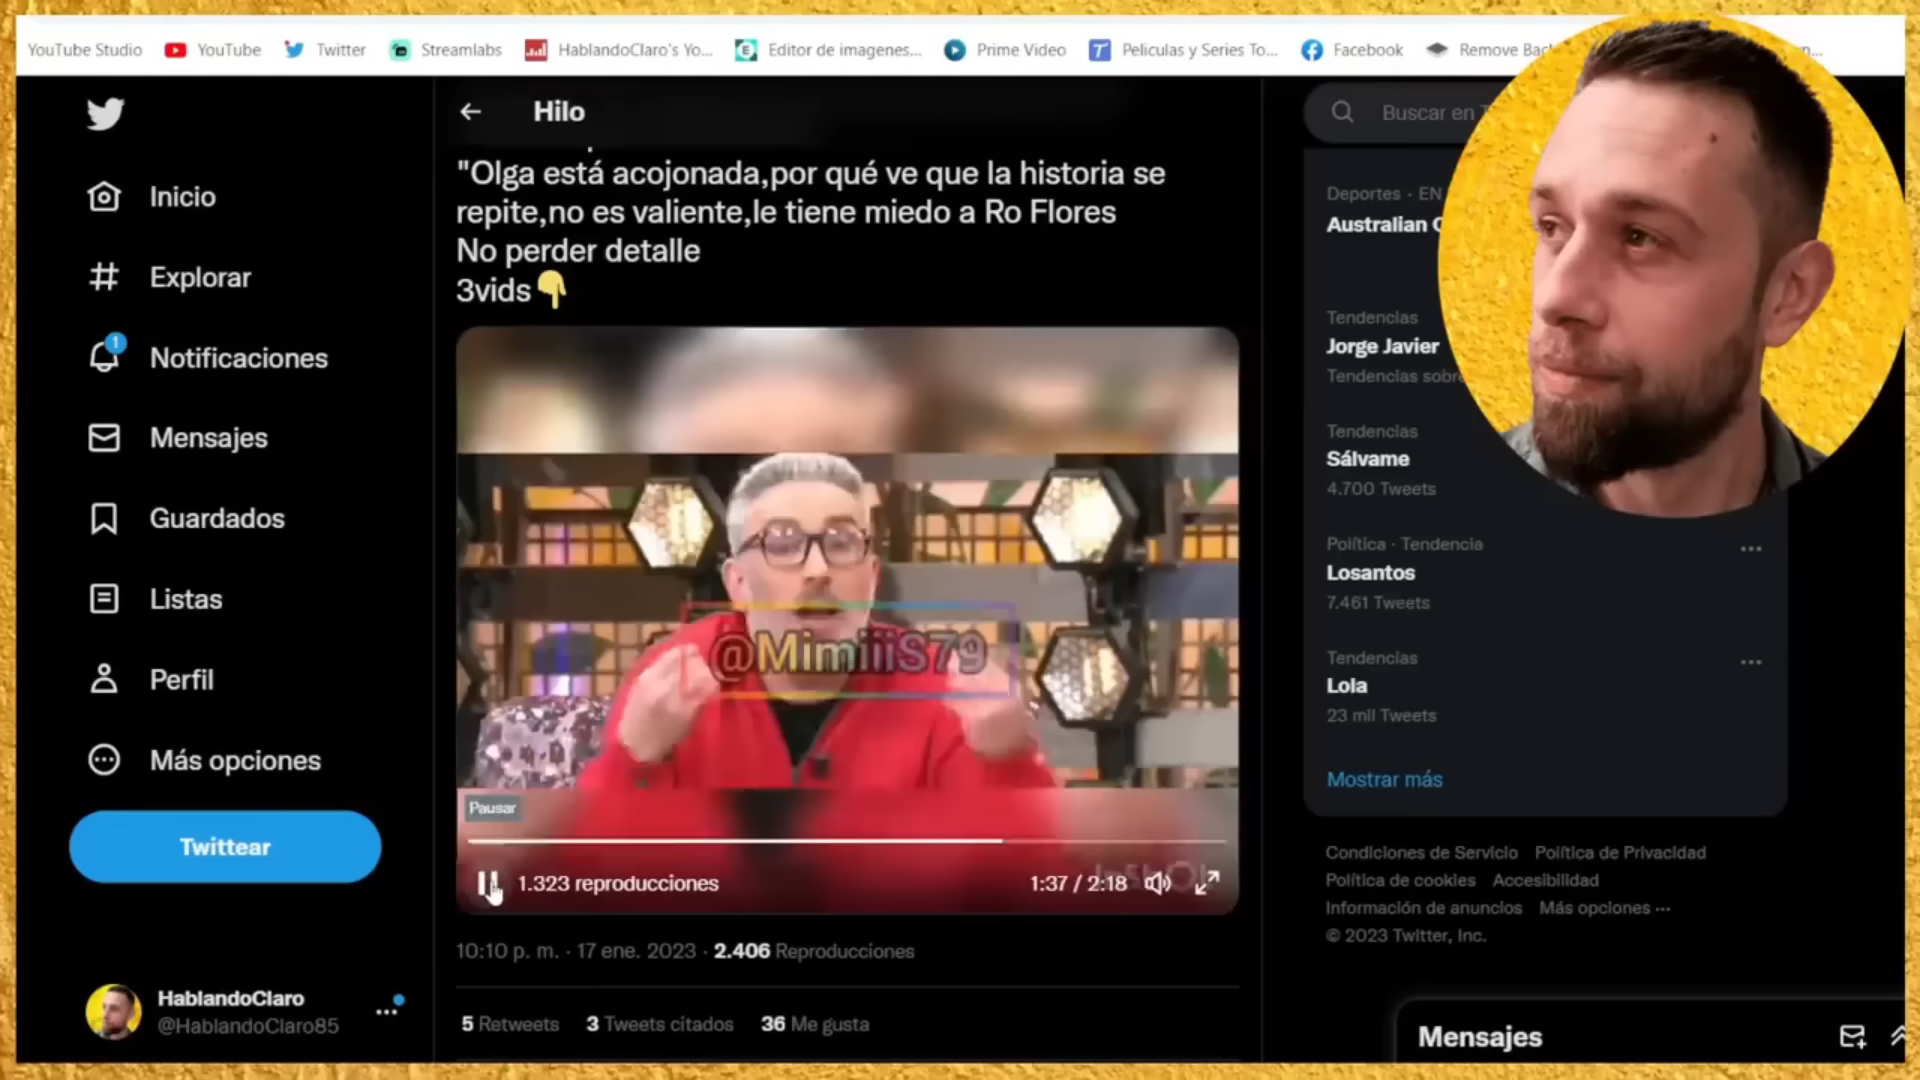 YouTube Studio
YouTube
Twitter
Streamlabs
HablandoClaro's Yo...
Editor de imagenes...
Prime Video
Peliculas y Series To...
Facebook
Remove
Inicio
Explorar
1
Notificaciones
Mensajes
Guardados
Listas
Perfil
Más opciones
Twittear
HablandoClaro
@HablandoClaro85
Hilo
"Olga está acojonada,por qué ve que la historia se
repite,no es valiente,le tiene miedo a Ro Flores
No perder detalle
3vids
@MimiiiS79
Pausar
1.323 reproducciones
1:37 / 2:18
10:10 p. m. · 17 ene. 2023 · 2.406 Reproducciones
5 Retweets 3 Tweets citados 36 Me gusta
Buscar en
Deportes · EN
Australian
Tendencias
Jorge Javier
Tendencias
Tendencias
Sálvame
4.700 Tweets
Política · Tendencia
Losantos
7.461 Tweets
Tendencias
Lola
23 mil Tweets
Mostrar más
Condiciones de Servicio Política de Privacidad
Política de cookies Accesibilidad
Información de anuncios Más opciones ···
© 2023 Twitter, Inc.
Mensajes